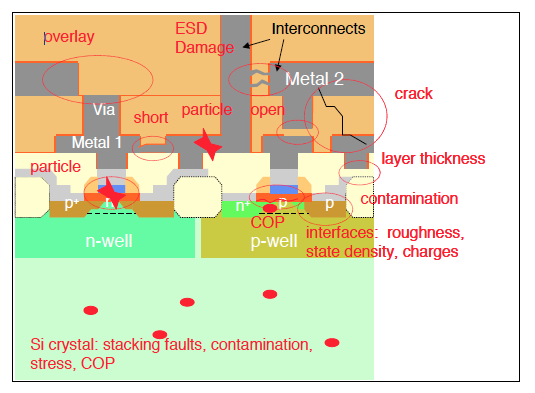 overlay
ESD
Damage
Interconnects
Metal 2
crack
Via
short
particle
open
Metal 1
particle
layer thickness
contamination
p+
n
n+
p
p
COP
interfaces: roughness,
state density, charges
n-well
p-well
Si crystal: stacking faults, contamination,
stress, COP